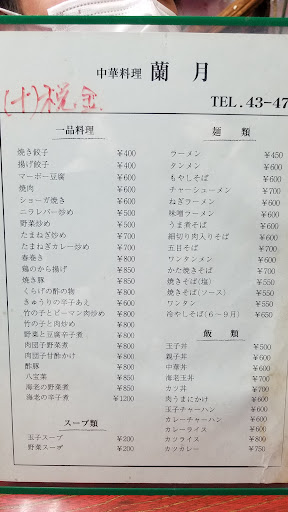 中華料理 蘭月
(十)税金
TEL.43-47
一品料理
焼き餃子 ¥400
揚げ餃子 ¥400
マーボー豆腐 ¥600
焼肉 ¥600
ショーガ焼き ¥600
ニラレバー炒め ¥700
野菜炒め ¥600
たまねぎ炒め ¥700
たまねぎカレー炒め ¥700
春巻き ¥800
鶏のから揚げ ¥850
焼き豚 ¥850
くらげの酢の物 ¥800
きゅうりの辛子あえ ¥600
竹の子とピーマン肉炒め ¥800
竹の子と肉炒め ¥800
野菜と豆腐辛子煮 ¥800
肉団子野菜煮 ¥800
肉団子甘酢かけ ¥800
酢豚 ¥850
八宝菜 ¥850
海老の野菜煮 ¥850
海老の辛子煮 ¥1200
スープ類
玉子スープ ¥200
野菜スープ ¥200
麺類
ラーメン ¥450
タンメン ¥600
もやしそば ¥600
チャーシューメン ¥700
ねぎラーメン ¥600
味噌ラーメン ¥600
うま煮そば ¥600
細切り肉入りそば ¥600
五目そば ¥700
ワンタンメン ¥600
かた焼きそば ¥700
焼きそば(塩) ¥550
焼きそば(ソース) ¥550
ワンタン ¥550
冷やしそば(6〜9月) ¥650
飯類
玉子丼 ¥500
親子丼 ¥600
中華丼 ¥600
海老玉丼 ¥700
カツ丼 ¥700
肉うまにかけ ¥600
玉子チャーハン ¥600
カレーチャーハン ¥600
カレーライス ¥600
カツライス ¥800
カツカレー ¥750